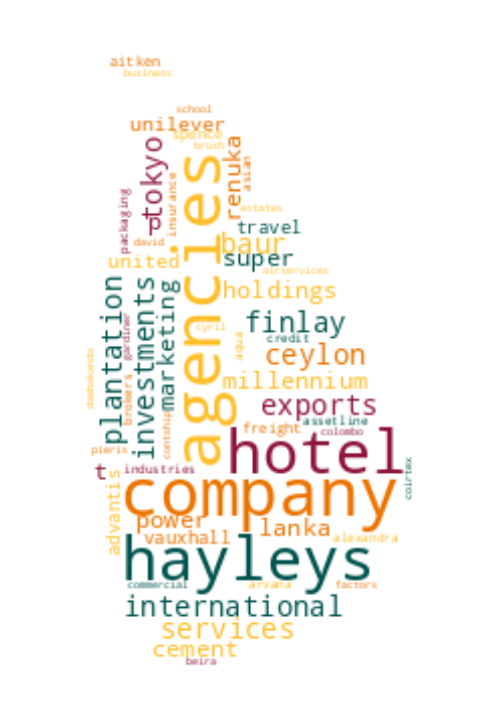 aitken
business
school
unilever
spence
brush
tokyo
p
renuka
asian
insurance
packaging
david
estates
travel
baur
super
united
airservices
agencies
holdings
plantation
investments
marketing
gardiner
cyril
finlay
credit
aqua
ceylon
millennium
dambakanda
brokers
exports
contship
assetline
freight
colombo
pieris
hotel
t
industries
coirtex
company
advantis
power
lanka
vauxhall
alexandra
hayleys
commercial
arvana
factors
international
services
cement
beira